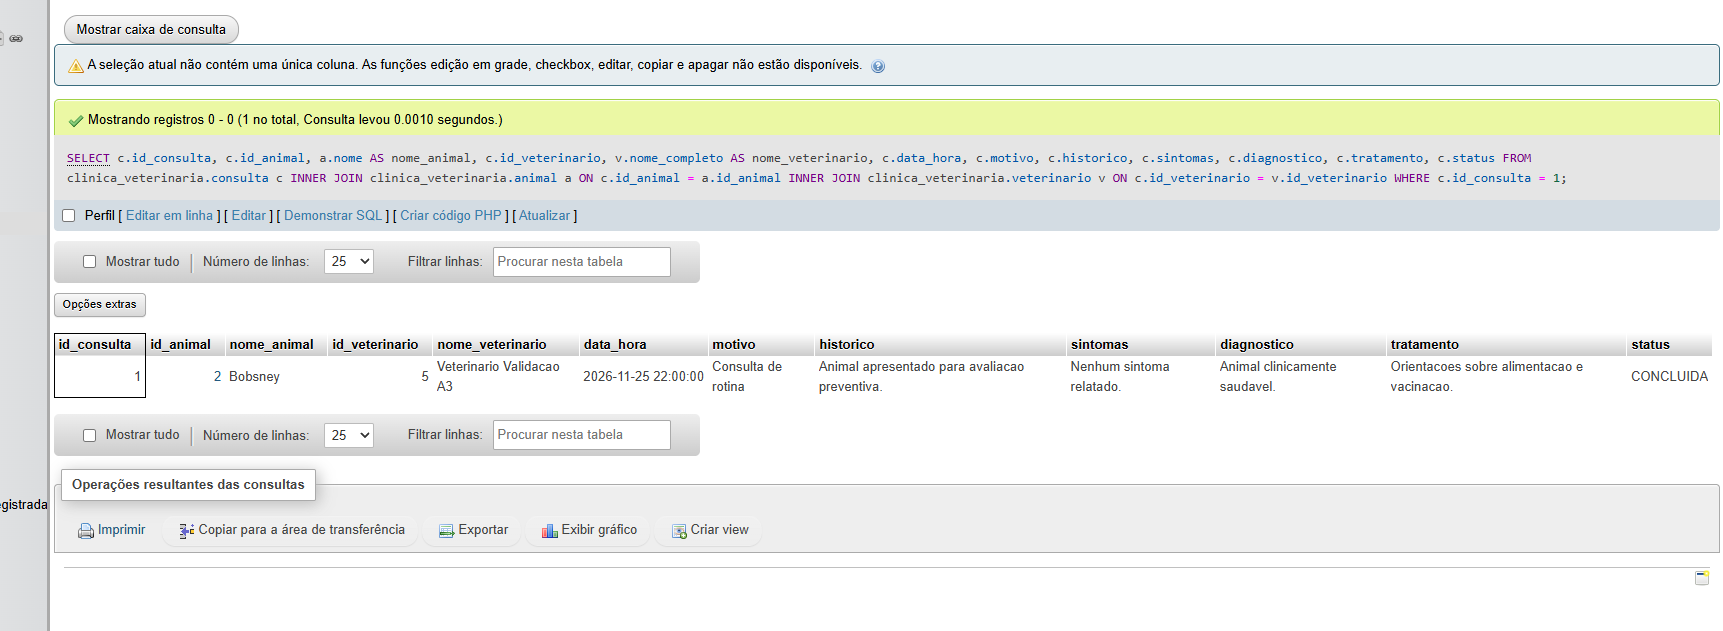 Mostrar caixa de consulta
A seleção atual não contém uma única coluna. As funções edição em grade, checkbox, editar, copiar e apagar não estão disponíveis.
Mostrando registros 0 - 0 (1 no total, Consulta levou 0.0010 segundos.)
SELECT c.id_consulta, c.id_animal, a.nome AS nome_animal, c.id_veterinario, v.nome_completo AS nome_veterinario, c.data_hora, c.motivo, c.historico, c.sintomas, c.diagnostico, c.tratamento, c.status FROM
clinica_veterinaria.consulta c INNER JOIN clinica_veterinaria.animal a ON c.id_animal = a.id_animal INNER JOIN clinica_veterinaria.veterinario v ON c.id_veterinario = v.id_veterinario WHERE c.id_consulta = 1;
Perfil [ Editar em linha ] [ Editar ] [ Demonstrar SQL ] [ Criar código PHP ] [ Atualizar ]
Mostrar tudo | Número de linhas: 25 Filtrar linhas: Procurar nesta tabela
Opções extras
id_consulta id_animal nome_animal id_veterinario nome_veterinario data_hora motivo historico sintomas diagnostico tratamento status
1 2 Bobsney 5 Veterinario Validacao A3 2026-11-25 22:00:00 Consulta de rotina Animal apresentado para avaliacao preventiva. Nenhum sintoma relatado. Animal clinicamente saudavel. Orientacoes sobre alimentacao e vacinacao. CONCLUIDA
Mostrar tudo | Número de linhas: 25 Filtrar linhas: Procurar nesta tabela
Operações resultantes das consultas
egistrada
Imprimir Copiar para a área de transferência Exportar Exibir gráfico Criar view